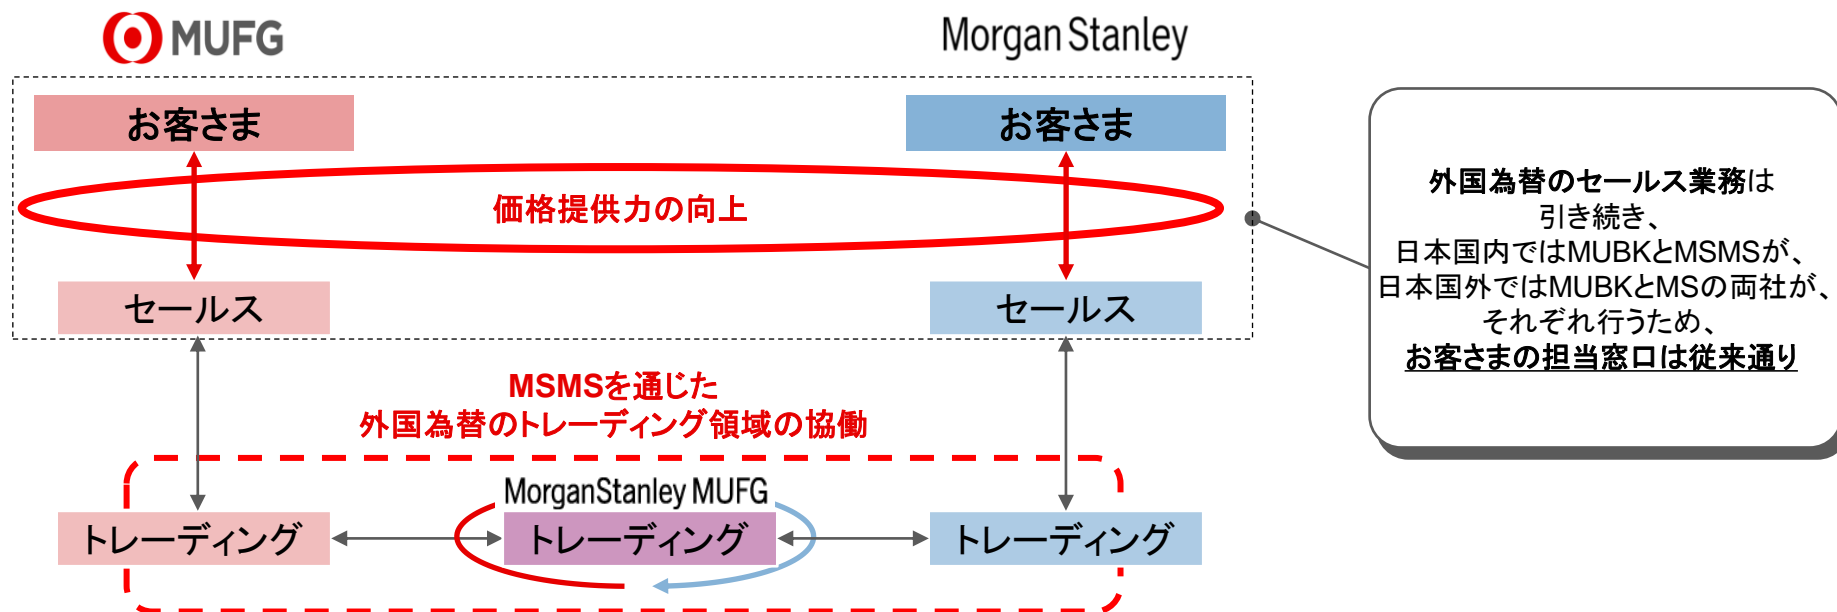 MUFG
Morgan Stanley
お客さま
お客さま
価格提供力の向上
セールス
セールス
外国為替のセールス業務は
引き続き、
日本国内ではMUBKとMSMSが、
日本国外ではMUBKとMSの両社が、
それぞれ行うため、
お客さまの担当窓口は従来通り
MSMSを通じた
外国為替のトレーディング領域の協働
MorganStanley MUFG
トレーディング
トレーディング
トレーディング